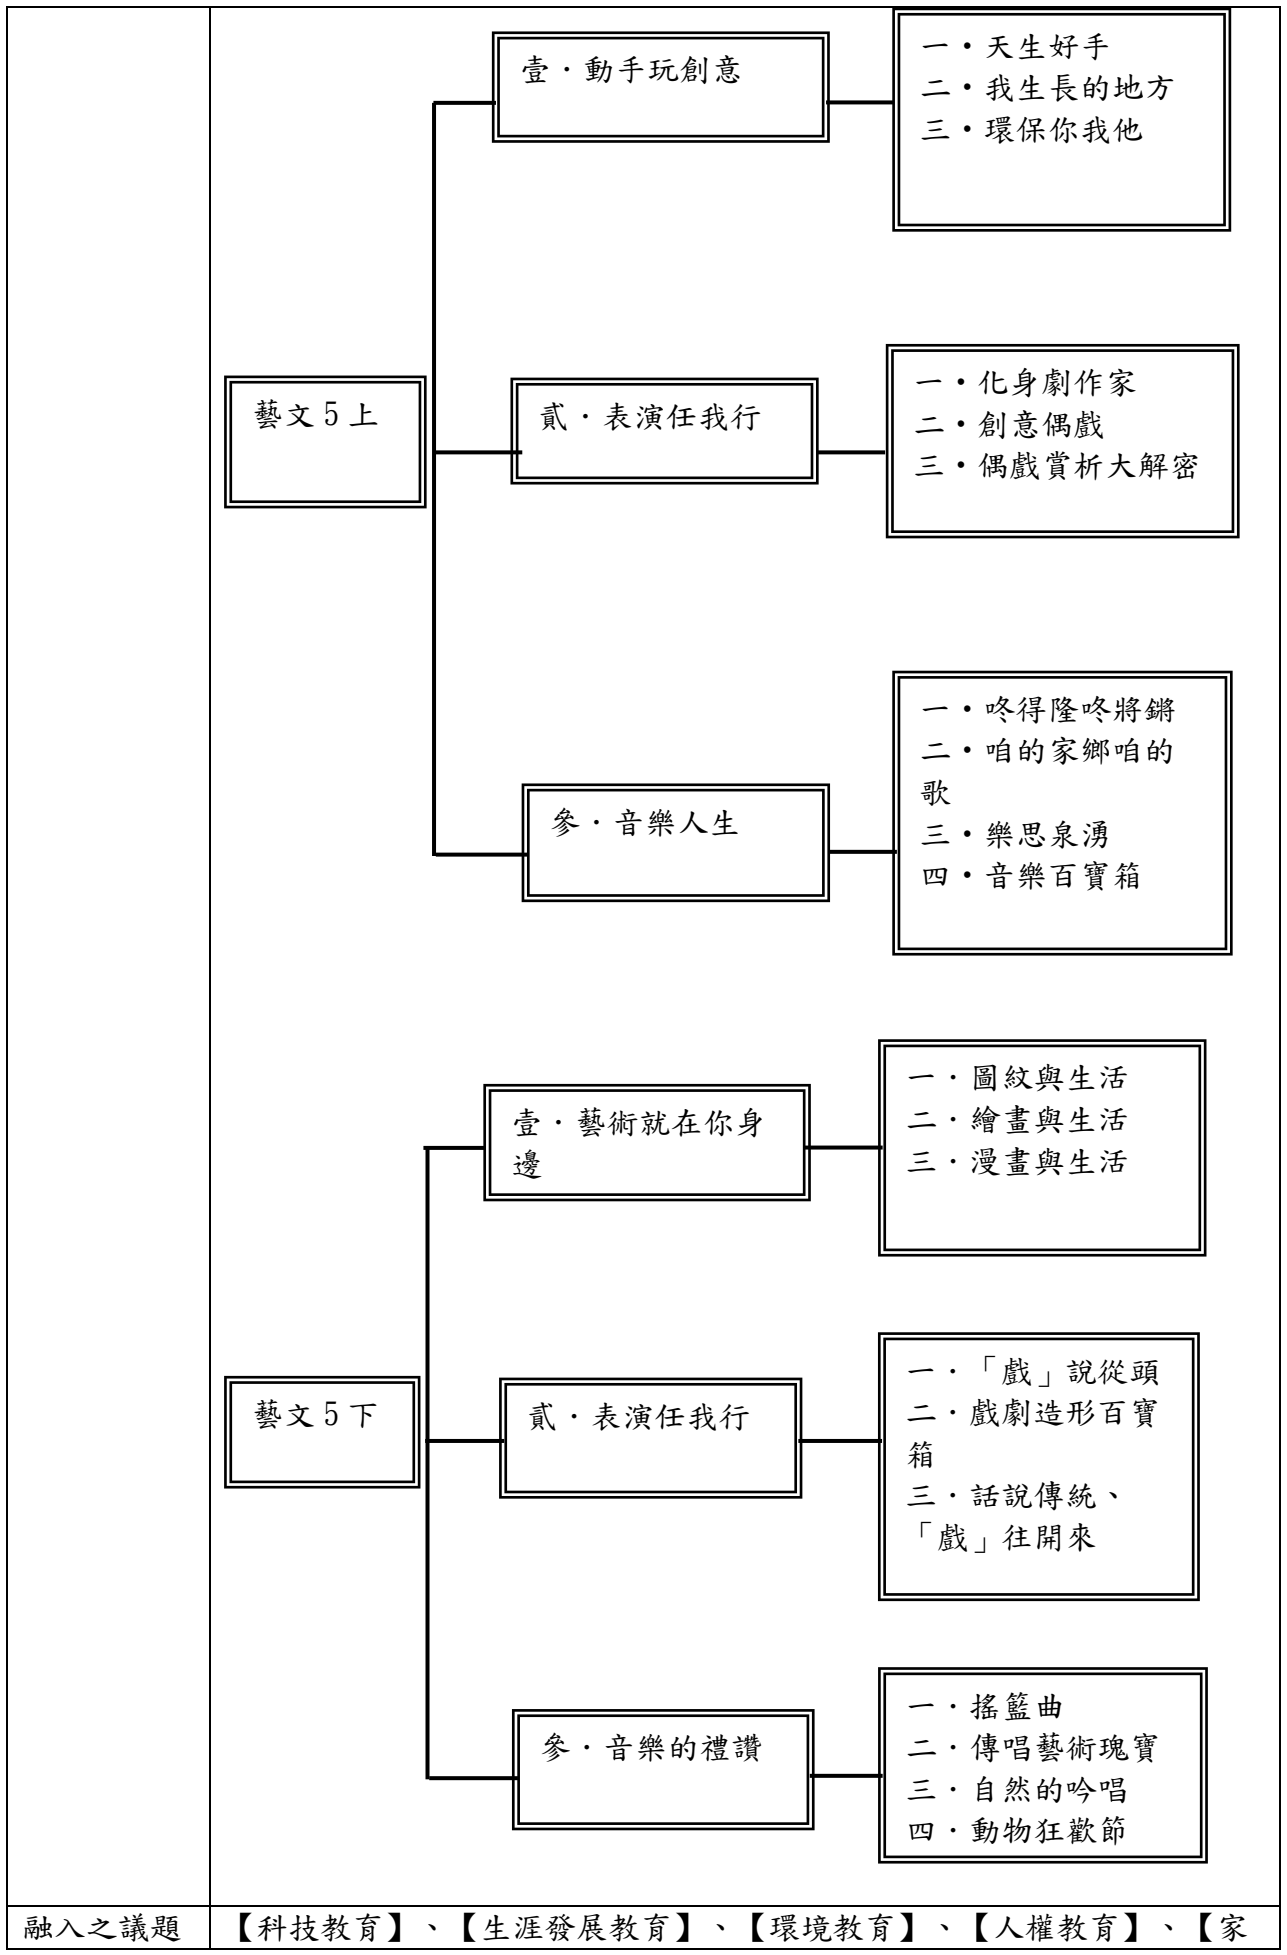 壹．動手玩創意
一‧天生好手
二‧我生長的地方
三‧環保你我他
藝文5上
貳．表演任我行
一‧化身劇作家
二‧創意偶戲
三‧偶戲賞析大解密
參．音樂人生
一‧咚得隆咚將鏘
二‧咱的家鄉咱的
歌
三‧樂思泉湧
四‧音樂百寶箱
壹．藝術就在你身
邊
一．圖紋與生活
二．繪畫與生活
三．漫畫與生活
藝文5下
貳．表演任我行
一．「戲」說從頭
二．戲劇造形百寶
箱
三．話說傳統、
「戲」往開來
參．音樂的禮讚
一．搖籃曲
二．傳唱藝術瑰寶
三．自然的吟唱
四．動物狂歡節
融入之議題
【科技教育】、【生涯發展教育】、【環境教育】、【人權教育】、【家